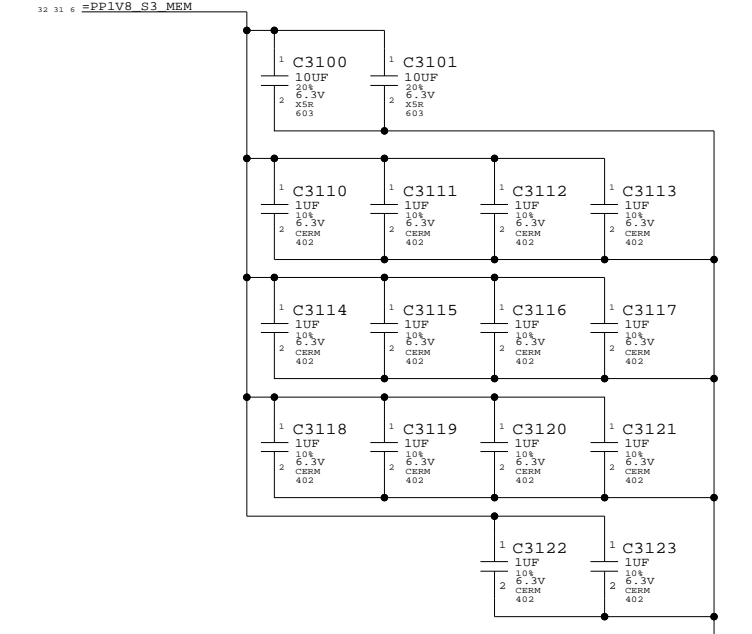 32 31 6 =PP1V8_S3_MEM
1 C3100 1 C3101
10UF 10UF
20% 20%
6.3V 6.3V
2 X5R 2 X5R
603 603
1 C3110 1 C3111 1 C3112 1 C3113
1UF 1UF 1UF 1UF
10% 10% 10% 10%
6.3V 6.3V 6.3V 6.3V
2 CERM 2 CERM 2 CERM 2 CERM
402 402 402 402
1 C3114 1 C3115 1 C3116 1 C3117
1UF 1UF 1UF 1UF
10% 10% 10% 10%
6.3V 6.3V 6.3V 6.3V
2 CERM 2 CERM 2 CERM 2 CERM
402 402 402 402
1 C3118 1 C3119 1 C3120 1 C3121
1UF 1UF 1UF 1UF
10% 10% 10% 10%
6.3V 6.3V 6.3V 6.3V
2 CERM 2 CERM 2 CERM 2 CERM
402 402 402 402
1 C3122 1 C3123
1UF 1UF
10% 10%
6.3V 6.3V
2 CERM 2 CERM
402 402